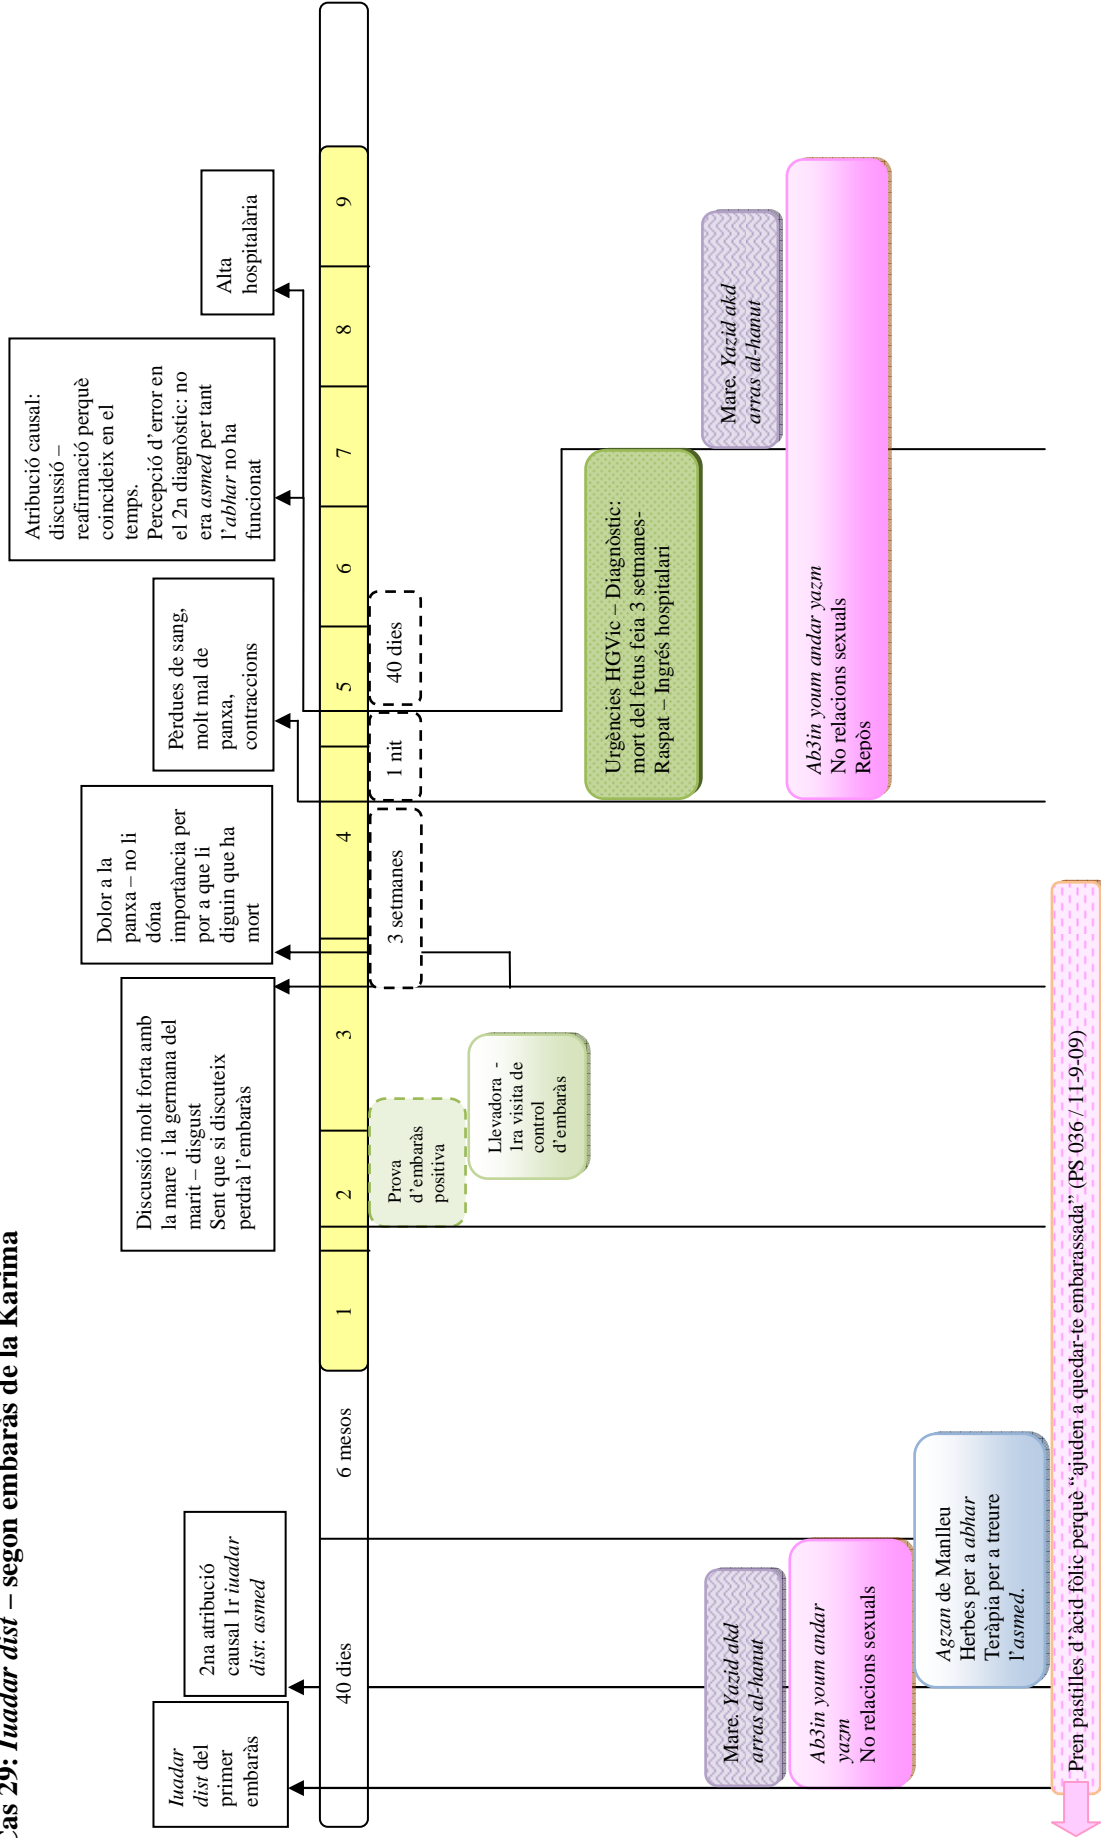 Cas 29: Iuadar dist – segon embaràs de la Karima
Iuadar
dist del
primer
embaràs
2na atribució
causal 1r iuadar
dist: asmed
Discussió molt forta amb
la mare i la germana del
marit – disgust
Sent que si discuteix
perdrà l’embaràs
Dolor a la
panxa – no li
dóna
importància per
por a que li
diguin que ha
mort
Pèrdues de sang,
molt mal de
panxa,
contraccions
Atribució causal:
discussió –
reafirmació perquè
coincideix en el
temps.
Percepció d’error en
el 2n diagnòstic: no
era asmed per tant
l’abhar no ha
funcionat
Alta
hospitalària
40 dies
6 mesos
1
2
3
4
5
6
7
8
9
3 setmanes
1 nit
40 dies
Prova
d’embaràs
positiva
Llevadora -
1ra visita de
control
d’embaràs
Urgències HGVic – Diagnòstic:
mort del fetus feia 3 setmanes-
Raspat – Ingrés hospitalari
Mare. Yazid akd
arras al-hanut
Mare. Yazid akd
arras al-hanut
Ab3in youm andar
yazm
No relacions sexuals
Ab3in youm andar yazm
No relacions sexuals
Repòs
Agzan de Manlleu
Herbes per a abhar
Teràpia per a treure
l’asmed.
Pren pastilles d’àcid fòlic perquè “ajuden a quedar-te embarassada” (PS 036 / 11-9-09)